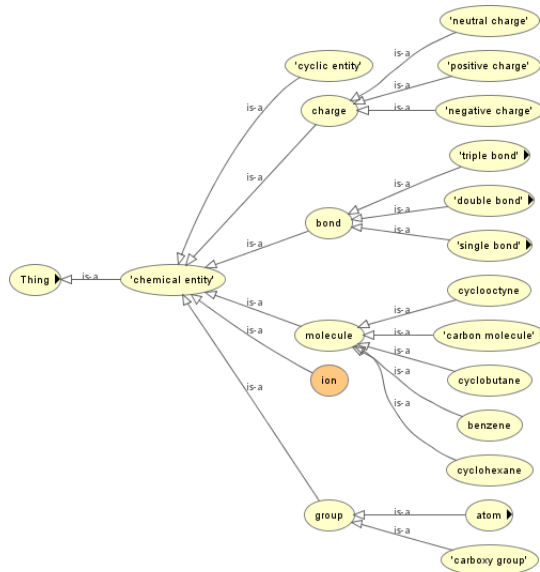 'neutral charge'
'cyclic entity'
is-a
'positive charge'
is-a
charge
is-a
is-a
'negative charge'
is-a
'triple bond'
is-a
is-a
'double bond'
bond
is-a
is-a
'single bond'
is-a
Thing
is-a
'chemical entity'
cyclooctyne
is-a
is-a
molecule
is-a
'carbon molecule'
is-a
is-a
ion
cyclobutane
is-a
is-a
is-a
benzene
cyclohexane
group
is-a
atom
is-a
'carboxy group'